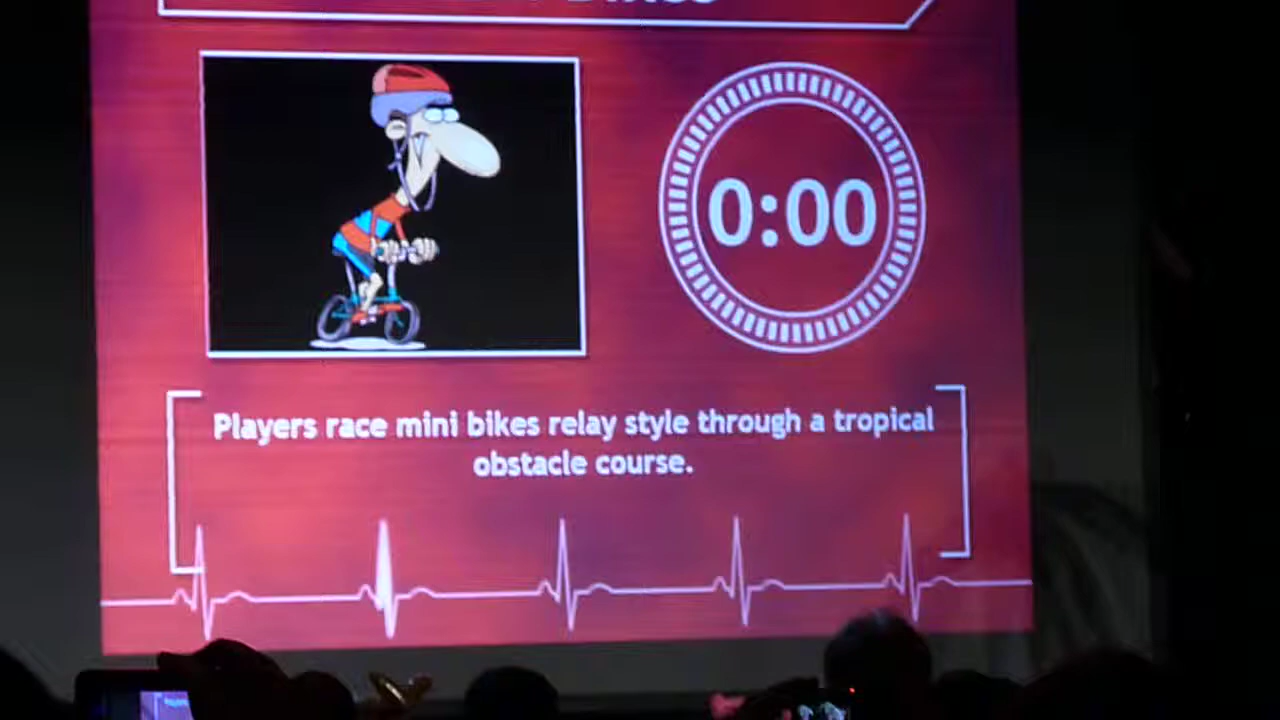 0:00
Players race mini bikes relay style through a tropical
obstacle course.